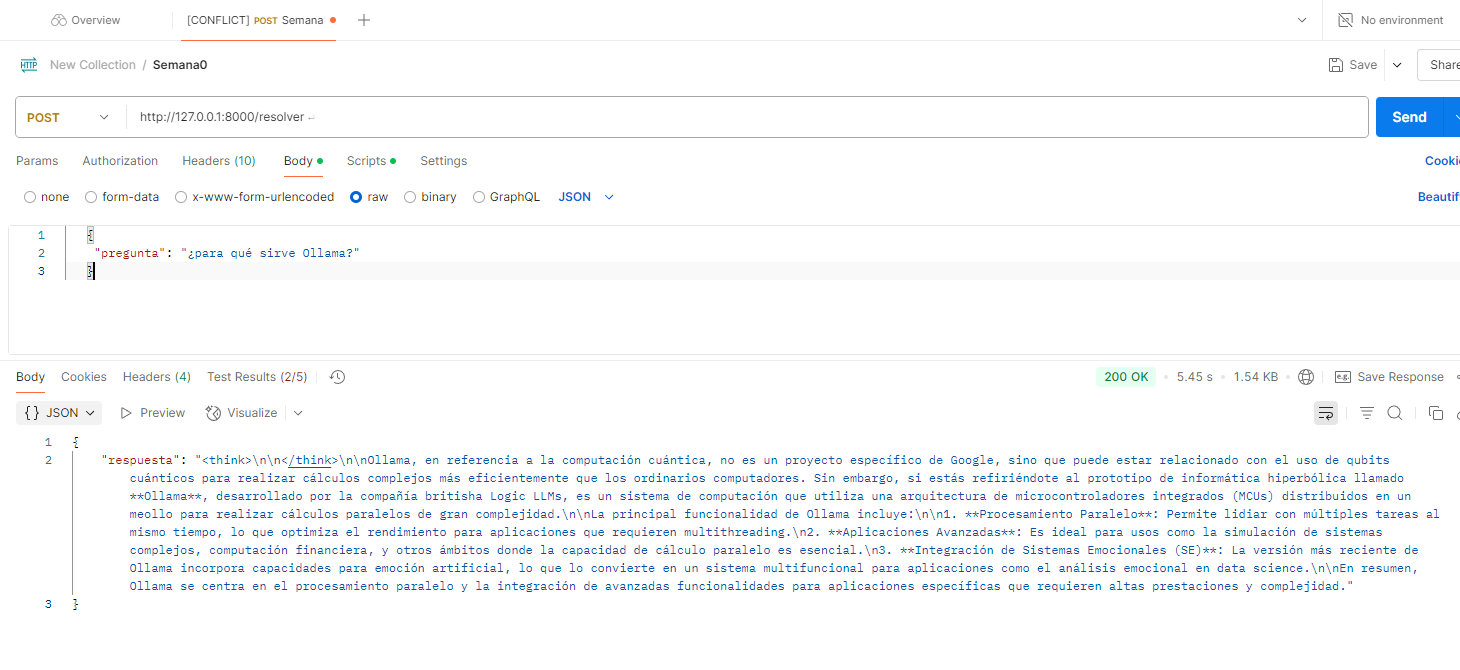 Overview
[CONFLICT] POST Semana
No environment
HTTP New Collection / Semana0
Save
Share
POST
http://127.0.0.1:8000/resolver
Send
Params Authorization Headers (10) Body Scripts Settings
Cooki
none form-data x-www-form-urlencoded raw binary GraphQL JSON
Beautif
1 {
2 "pregunta": "¿para qué sirve Ollama?"
3 }
Body Cookies Headers (4) Test Results (2/5)
200 OK • 5.45 s • 1.54 KB • e.g. Save Response
{} JSON Preview Visualize
1 {
2 "respuesta": "<think>\n\n</think>\n\nOllama, en referencia a la computación cuántica, no es un proyecto específico de Google, sino que puede estar relacionado con el uso de qubits
cuánticos para realizar cálculos complejos más eficientemente que los ordinarios computadores. Sin embargo, si estás refiriéndote al prototipo de informática hiperbólica llamado
**Ollama**, desarrollado por la compañía britisha Logic LLMs, es un sistema de computación que utiliza una arquitectura de microcontroladores integrados (MCUs) distribuidos en un
meollo para realizar cálculos paralelos de gran complejidad.\n\nLa principal funcionalidad de Ollama incluye:\n\n1. **Procesamiento Paralelo**: Permite lidiar con múltiples tareas al
mismo tiempo, lo que optimiza el rendimiento para aplicaciones que requieren multithreading.\n2. **Aplicaciones Avanzadas**: Es ideal para usos como la simulación de sistemas
complejos, computación financiera, y otros ámbitos donde la capacidad de cálculo paralelo es esencial.\n3. **Integración de Sistemas Emocionales (SE)**: La versión más reciente de
Ollama incorpora capacidades para emoción artificial, lo que lo convierte en un sistema multifuncional para aplicaciones como el análisis emocional en data science.\n\nEn resumen,
Ollama se centra en el procesamiento paralelo y la integración de avanzadas funcionalidades para aplicaciones específicas que requieren altas prestaciones y complejidad."
3 }